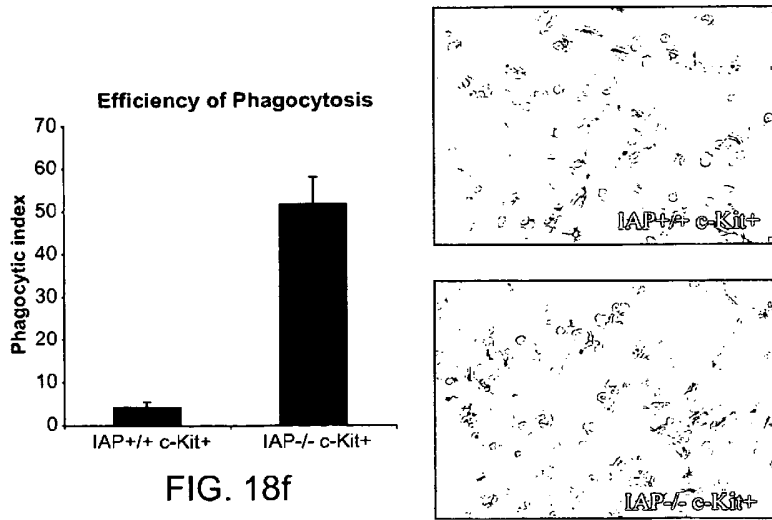 Efficiency of Phagocytosis
70
60
50
40
30
20
10
0
Phagocytic index
IAP+/+ c-Kit+
IAP-/- c-Kit+
FIG. 18f
IAP+/+ c-Kit+
IAP-/- c-Kit+